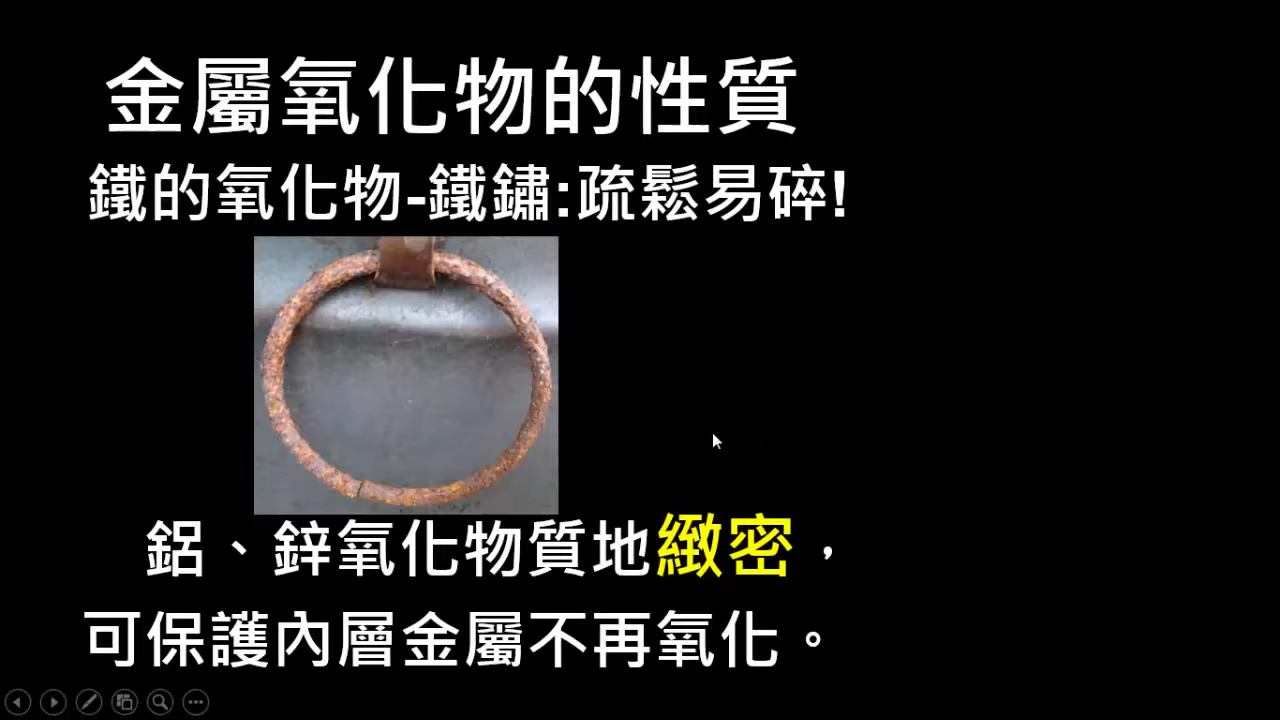 金屬氧化物的性質
鐵的氧化物-鐵鏽:疏鬆易碎!
鋁、鋅氧化物質地緻密，
可保護內層金屬不再氧化。